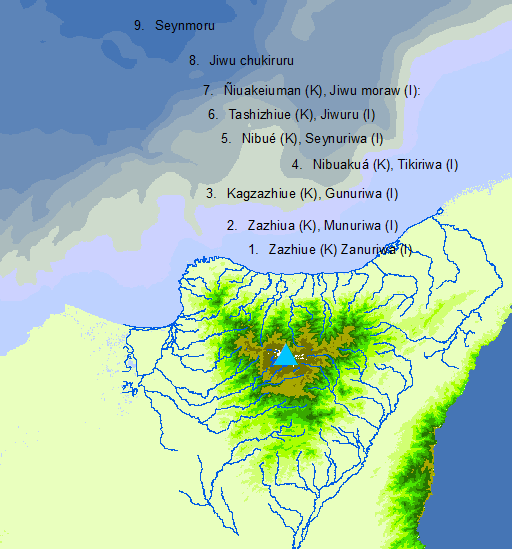 9. Seynmoru
8. Jiwu chukiruru
7. Ñiuakeiuman (K), Jiwu moraw (I):
6. Tashizhiue (K), Jiwuru (I)
5. Nibué (K), Seynuriwa (I)
4. Nibuakuá (K), Tikiriwa (I)
3. Kagzazhiue (K), Gunuriwa (I)
2. Zazhiua (K), Munuriwa (I)
1. Zazhiue (K) Zanuriwa (I)